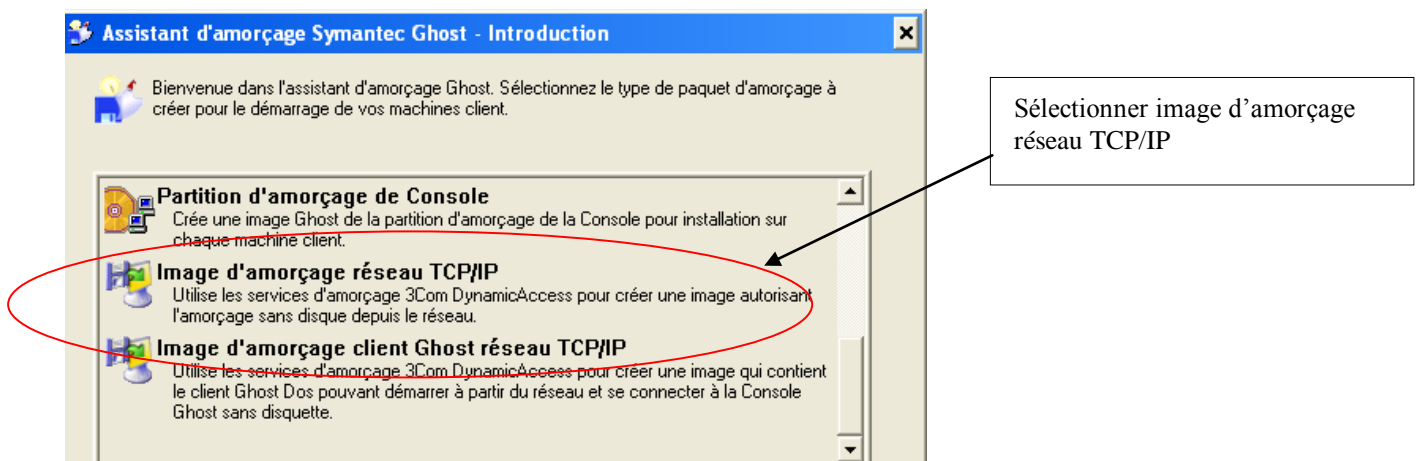 Assistant d'amorçage Symantec Ghost - Introduction
Bienvenue dans l'assistant d'amorçage Ghost. Sélectionnez le type de paquet d'amorçage à
créer pour le démarrage de vos machines client.
Sélectionner image d’amorçage
réseau TCP/IP
Partition d'amorçage de Console
Crée une image Ghost de la partition d'amorçage de la Console pour installation sur
chaque machine client.
Image d'amorçage réseau TCP/IP
Utilise les services d'amorçage 3Com DynamicAccess pour créer une image autorisant
l'amorçage sans disque depuis le réseau.
Image d'amorçage client Ghost réseau TCP/IP
Utilise les services d'amorçage 3Com DynamicAccess pour créer une image qui contient
le client Ghost Dos pouvant démarrer à partir du réseau et se connecter à la Console
Ghost sans disquette.